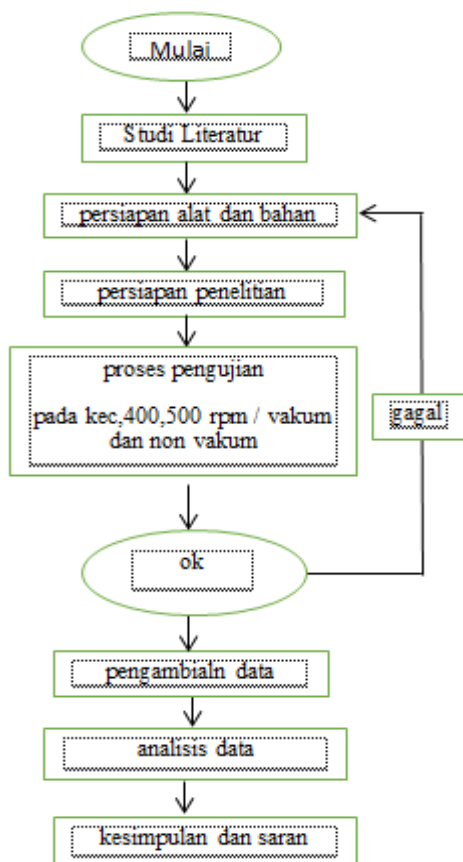 Mulai
Studi Literatur
persiapan alat dan bahan
persiapan penelitian
proses pengujian
pada kec,400,500 rpm / vakum
dan non vakum
gagal
ok
pengambialn data
analisis data
kesimpulan dan saran